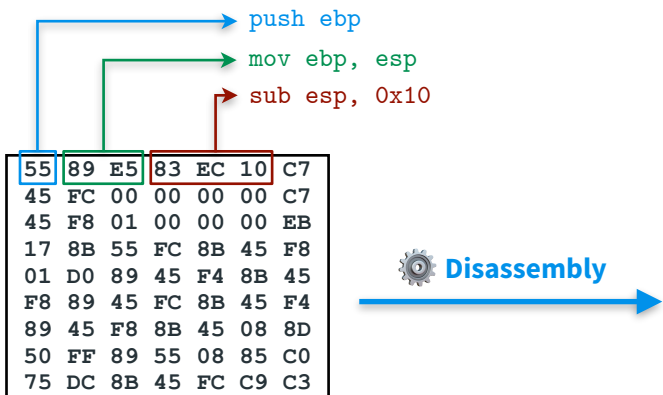 push ebp
mov ebp, esp
sub esp, 0x10
55 89 E5 83 EC 10 C7
45 FC 00 00 00 00 C7
45 F8 01 00 00 00 EB
17 8B 55 FC 8B 45 F8
01 D0 89 45 F4 8B 45
F8 89 45 FC 8B 45 F4
89 45 F8 8B 45 08 8D
50 FF 89 55 08 85 C0
75 DC 8B 45 FC C9 C3
Disassembly